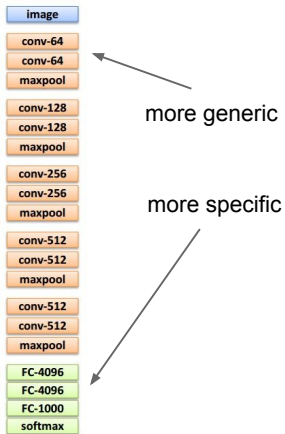 image
conv-64
conv-64
maxpool
conv-128
conv-128
maxpool
conv-256
conv-256
maxpool
conv-512
conv-512
maxpool
conv-512
conv-512
maxpool
FC-4096
FC-4096
FC-1000
softmax
more generic
more specific